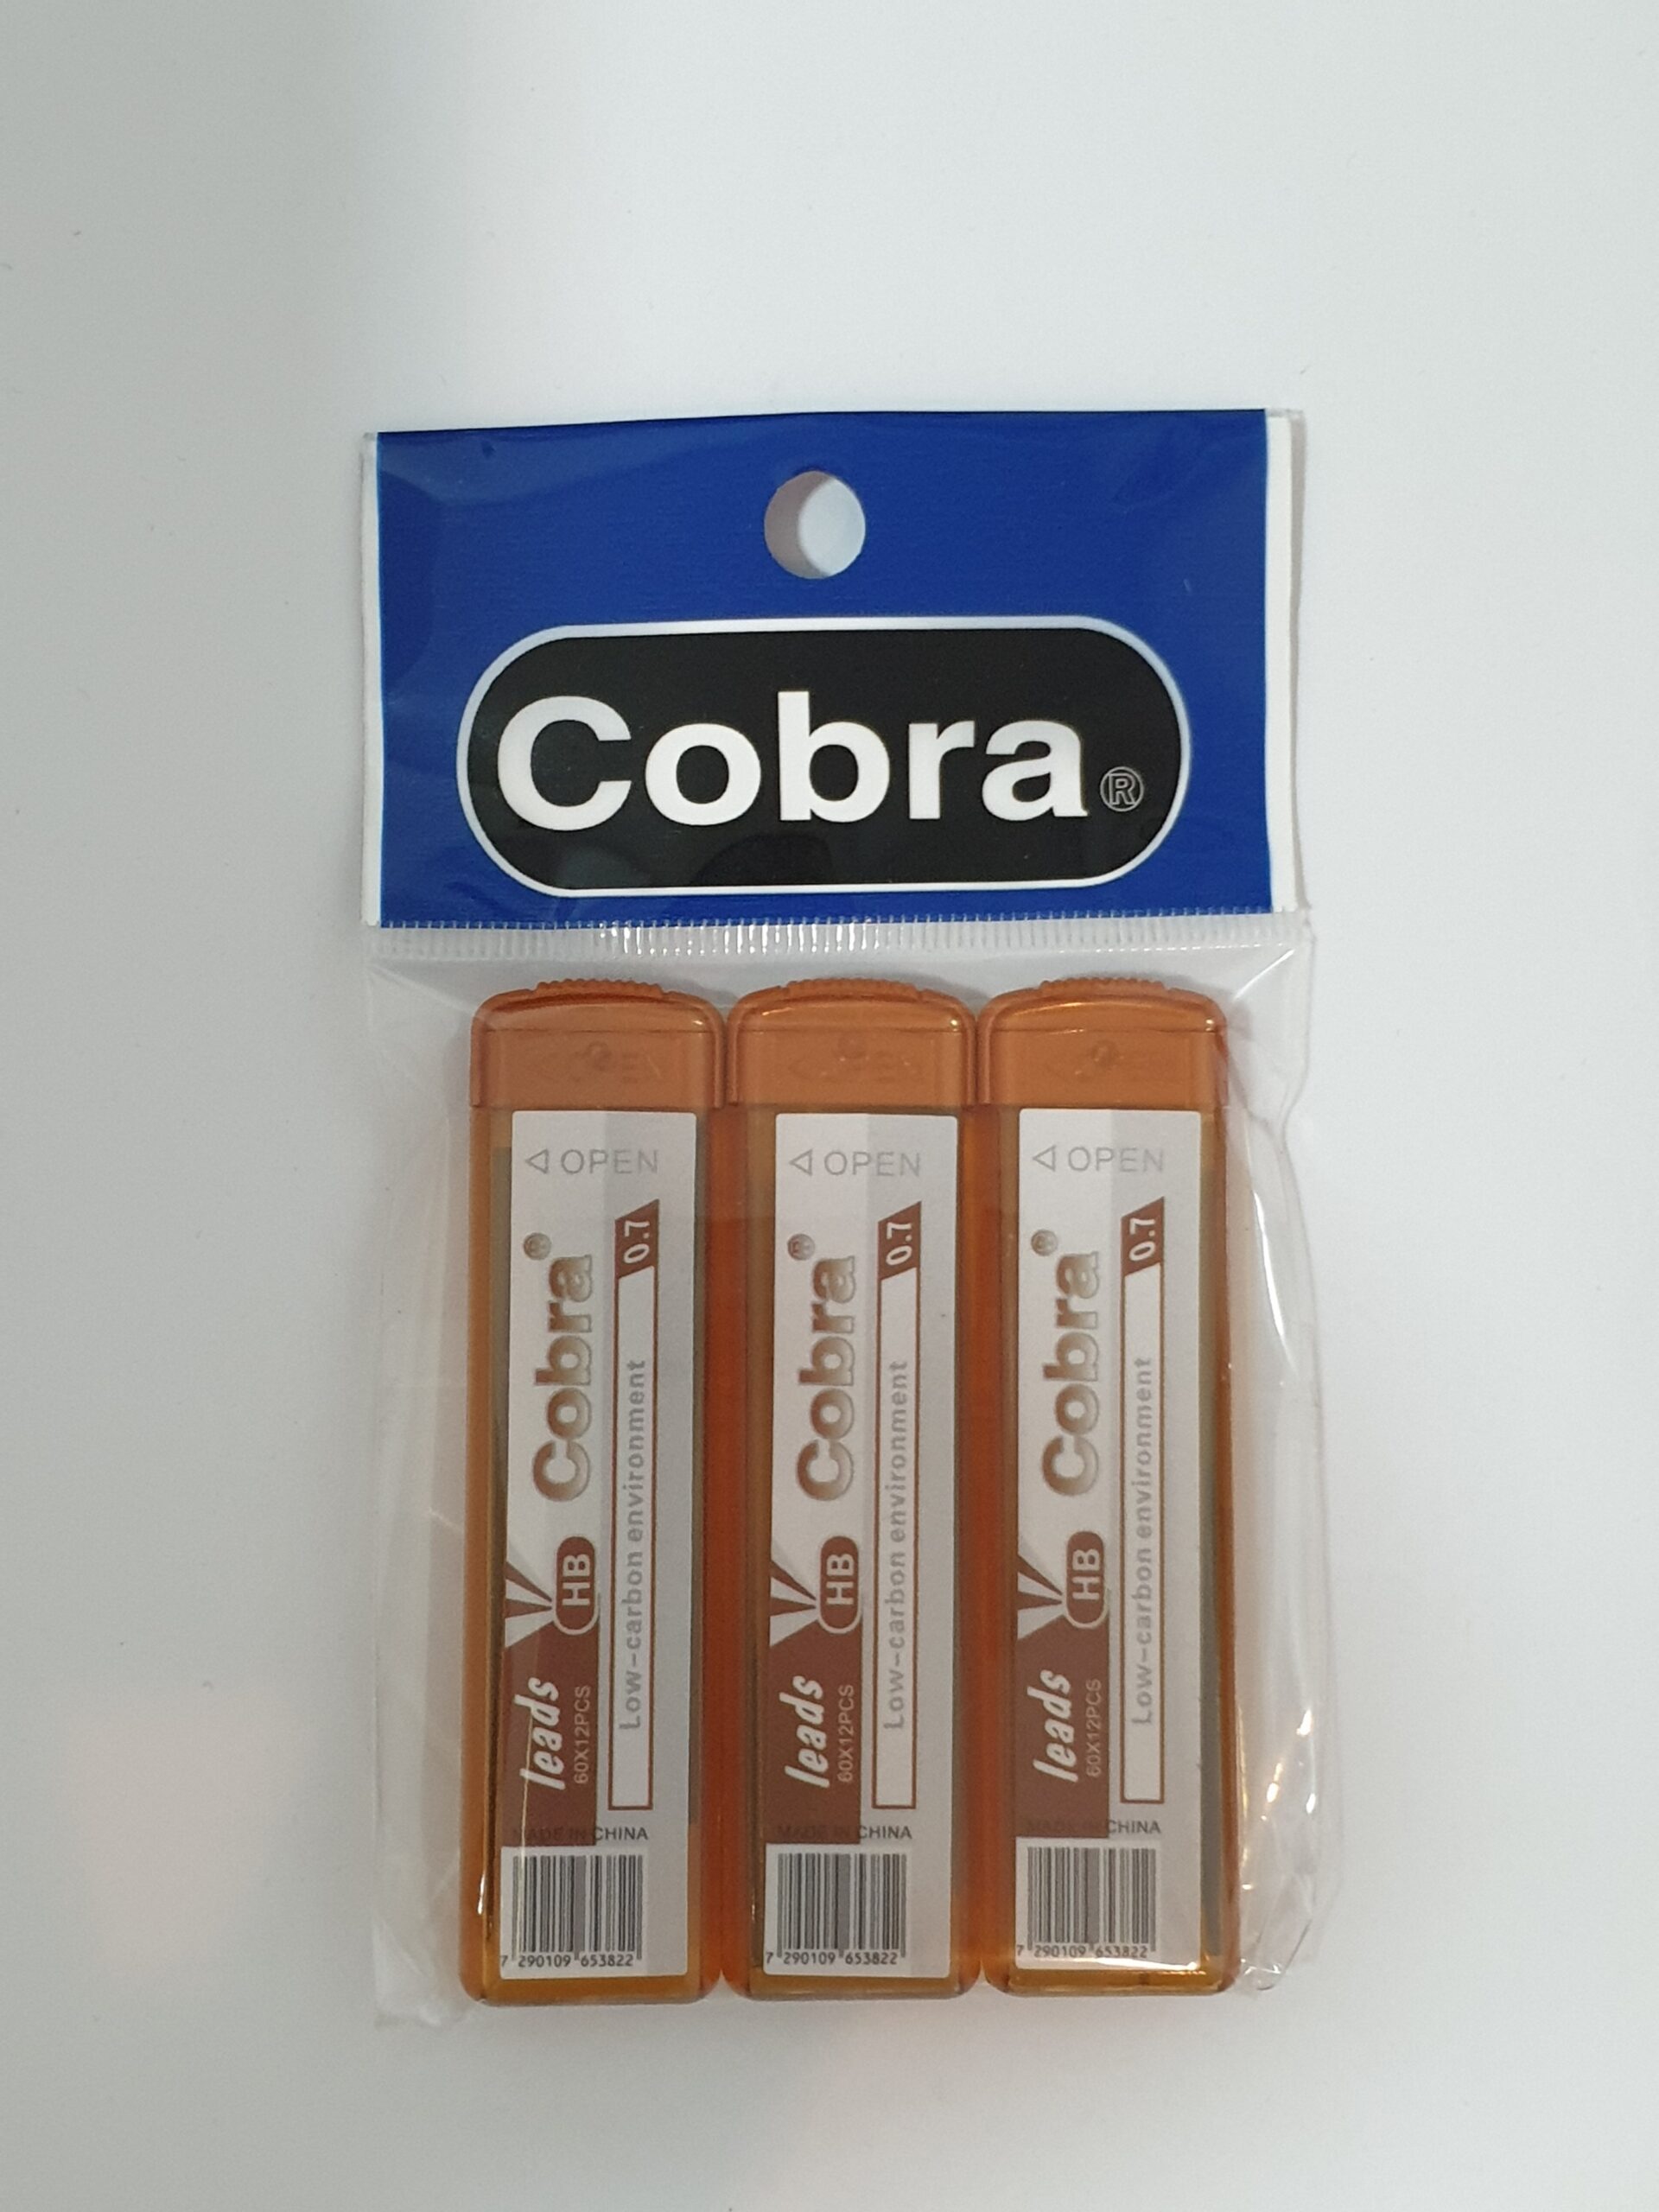 Cobra®
◁ OPEN
0.7
Cobra®
Low-carbon environment
HB
leads
60X12PCS
MADE IN CHINA
7 290109 653822
◁ OPEN
0.7
Cobra®
Low-carbon environment
HB
leads
60X12PCS
MADE IN CHINA
7 290109 653822
◁ OPEN
0.7
Cobra®
Low-carbon environment
HB
leads
60X12PCS
MADE IN CHINA
7 290109 653822